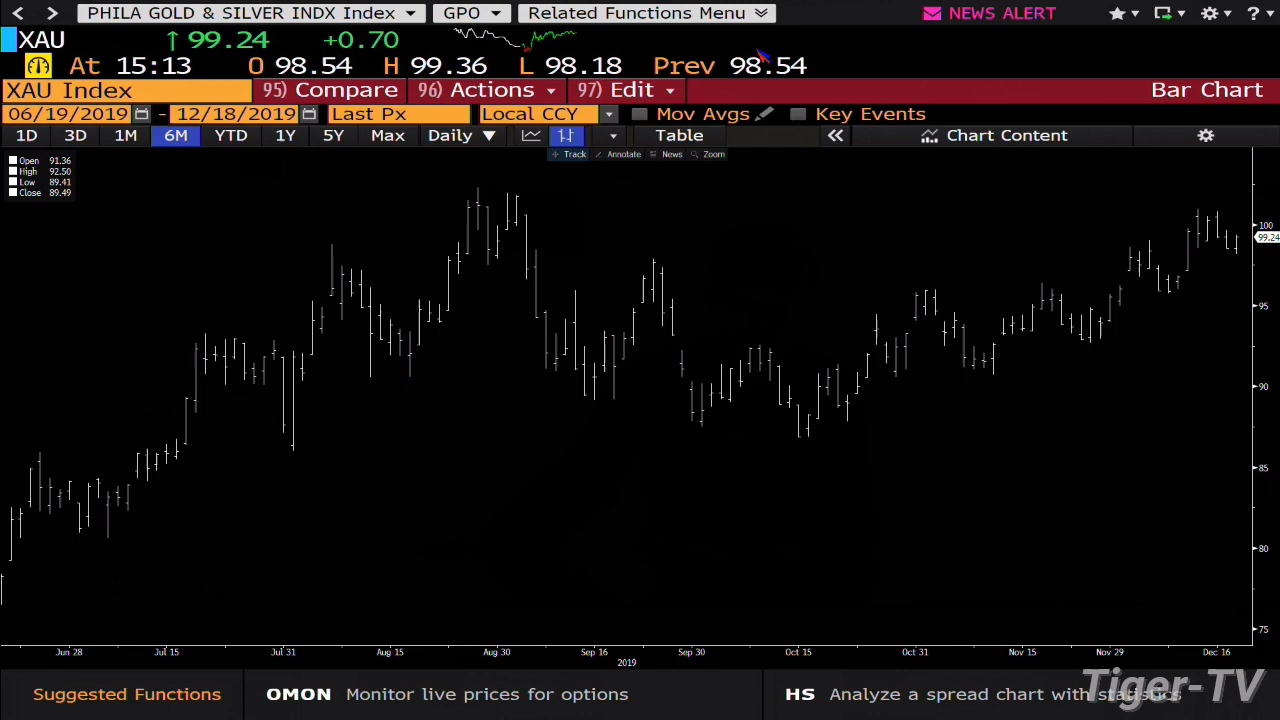 PHILA GOLD & SILVER INDX Index GPO Related Functions Menu NEWS ALERT ?
XAU ↑ 99.24 +0.70
At 15:13 O 98.54 H 99.36 L 98.18 Prev 98.54
XAU Index 95) Compare 96) Actions 97) Edit Bar Chart
06/19/2019 - 12/18/2019 Last Px Local CCY Mov Avgs Key Events
1D 3D 1M 6M YTD 1Y 5Y Max Daily ▼ Table « Chart Content
Track Annotate News Zoom
Open 91.36
High 92.50
Low 89.41
Close 89.49
100
99.24
95
90
85
80
75
Jun 28 Jul 15 Jul 31 Aug 15 Aug 30 Sep 16 Sep 30 Oct 15 Oct 31 Nov 15 Nov 29 Dec 16
2019
Suggested Functions OMON Monitor live prices for options HS Analyze a spread chart with statistics
Tiger-TV